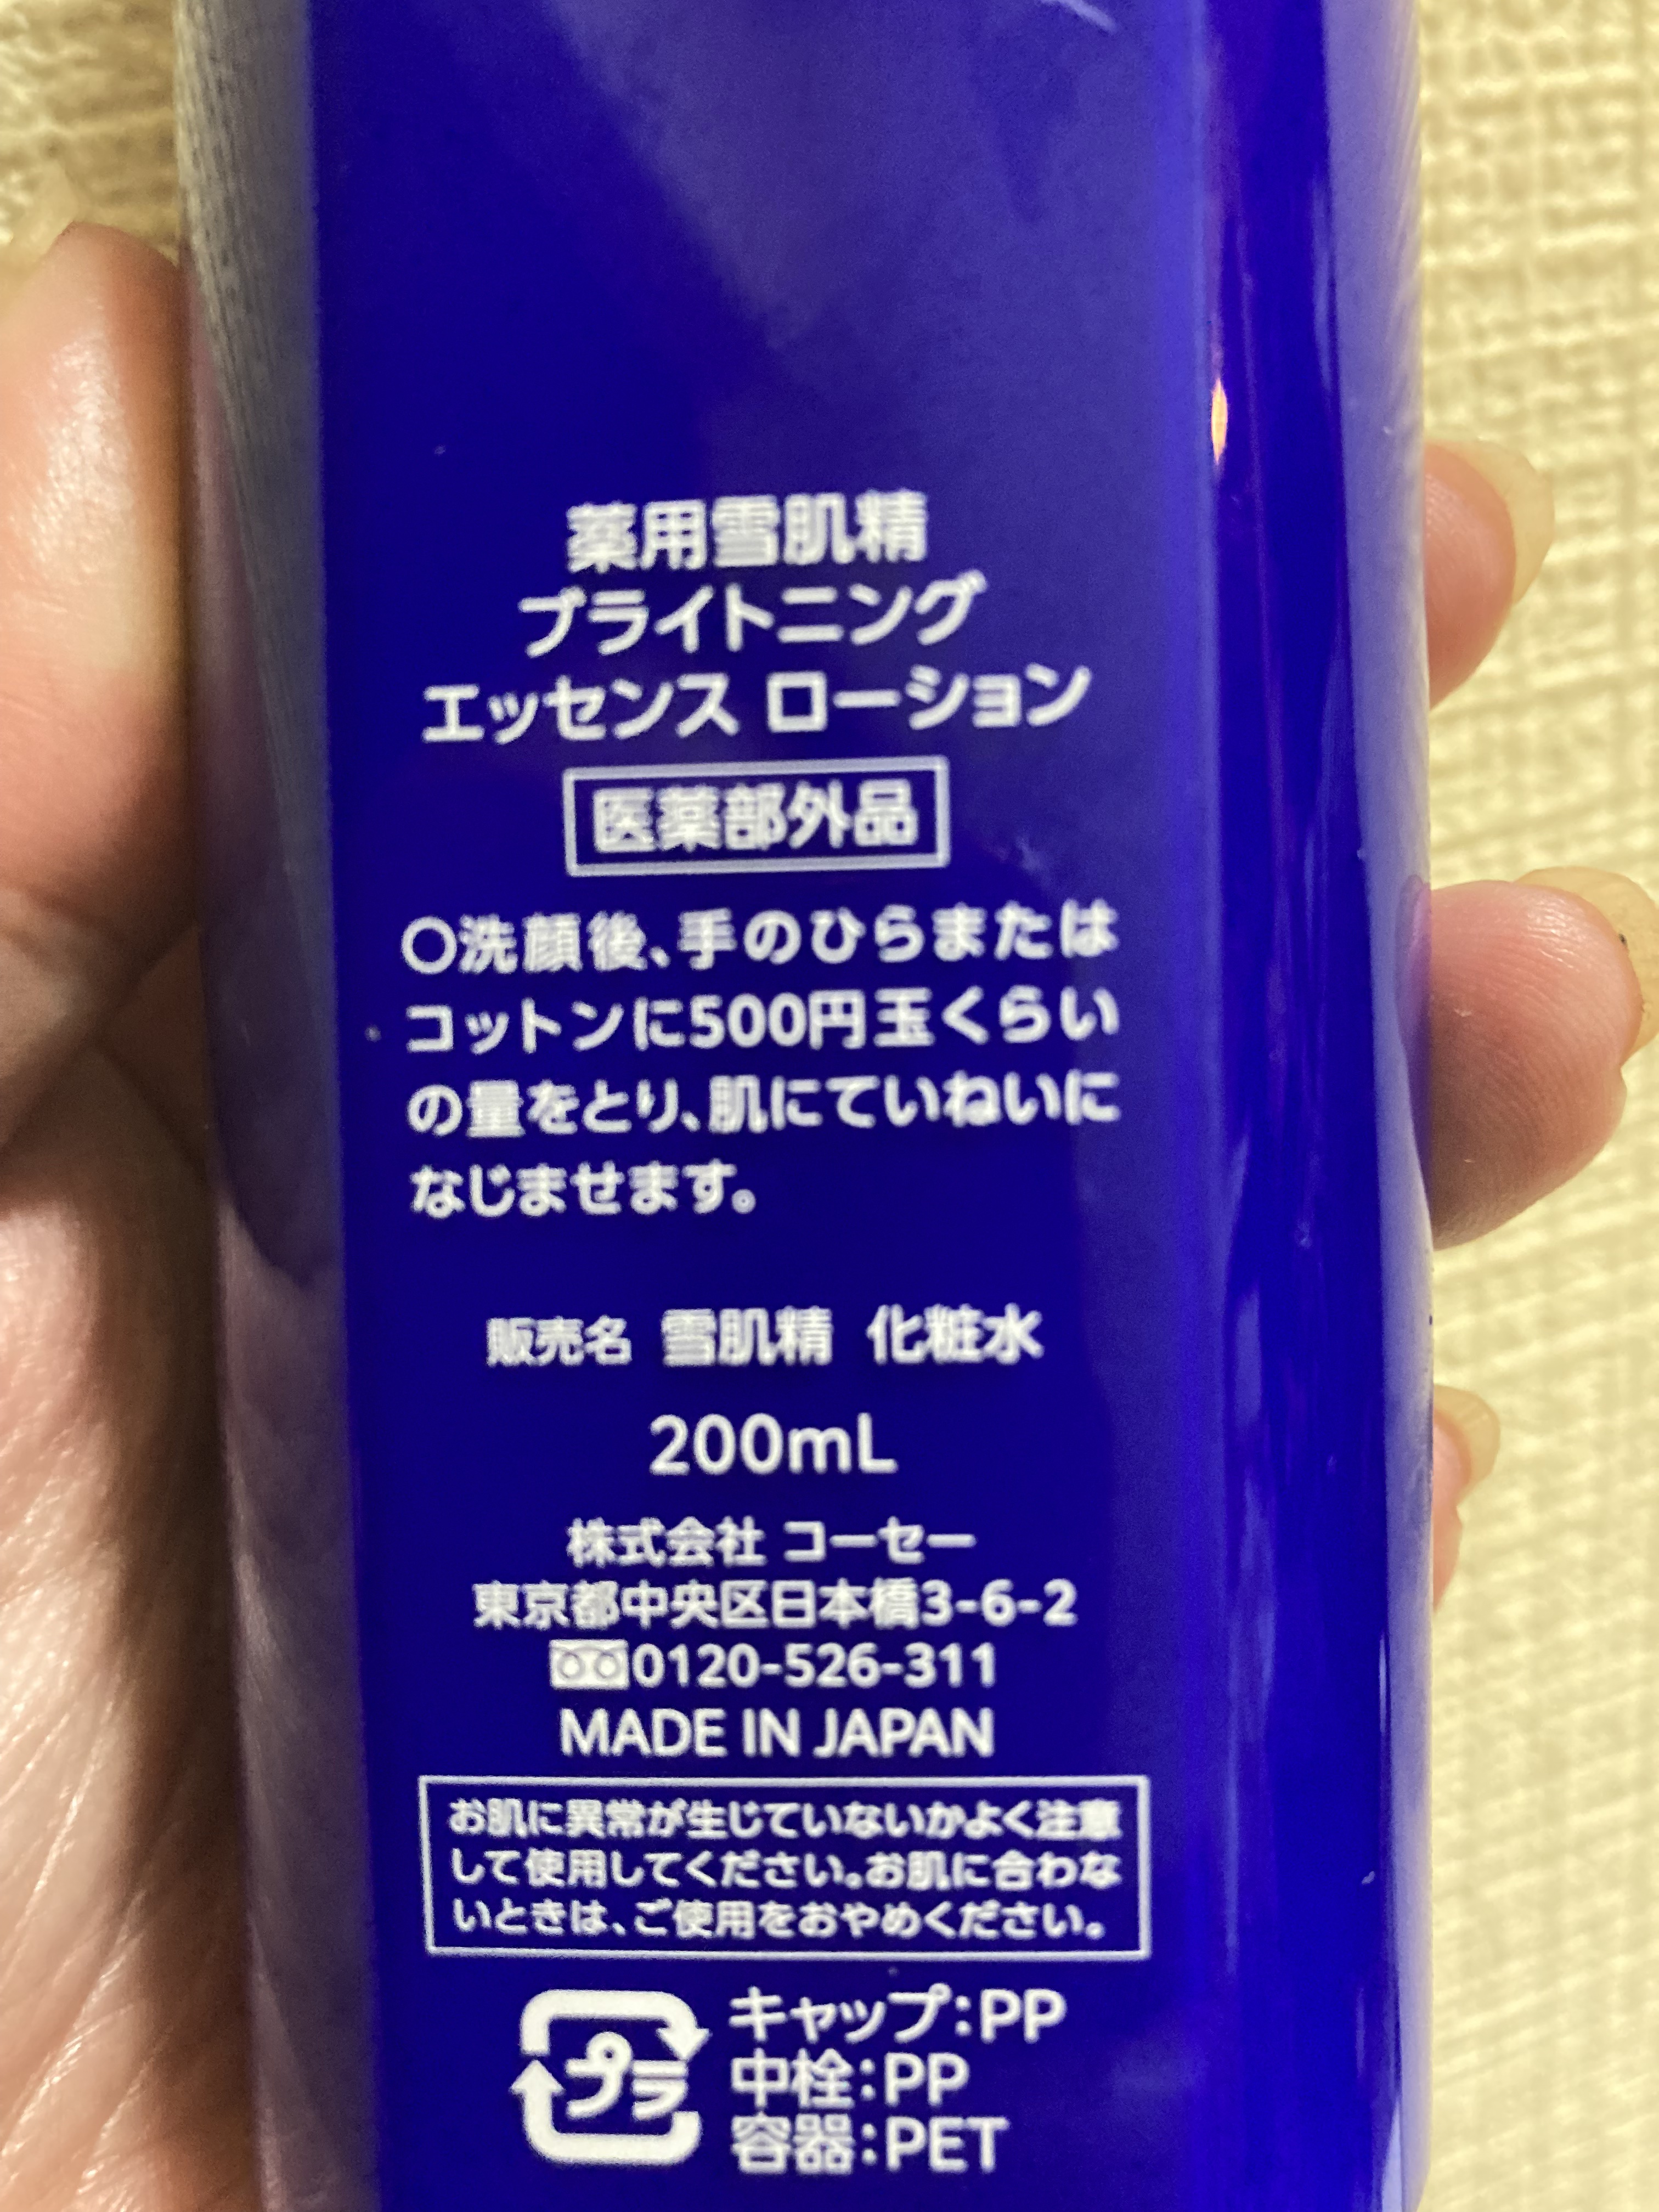 薬用雪肌精
ブライトニング
エッセンス ローション
医薬部外品
○洗顔後、手のひらまたは
コットンに500円玉くらい
の量をとり、肌にていねいに
なじませます。
販売名 雪肌精 化粧水
200mL
株式会社 コーセー
東京都中央区日本橋3-6-2
0120-526-311
MADE IN JAPAN
お肌に異常が生じていないかよく注意
して使用してください。お肌に合わな
いときは、ご使用をおやめください。
プラ
キャップ:PP
中栓:PP
容器:PET